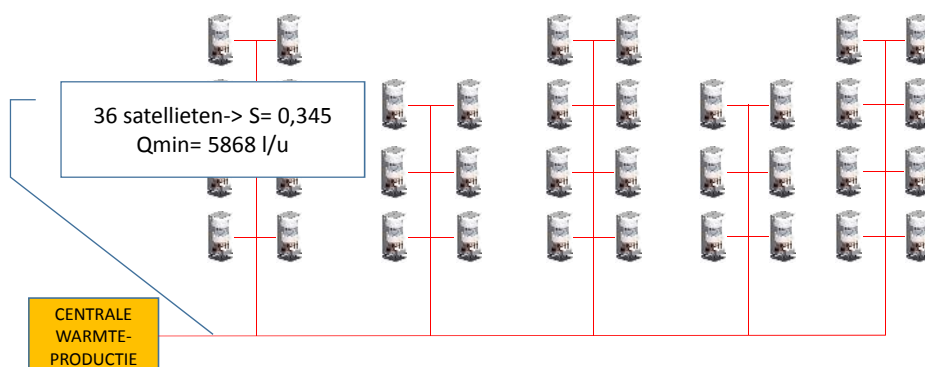 36 satellieten-> S= 0,345
Qmin= 5868 l/u
CENTRALE
WARMTE-
PRODUCTIE